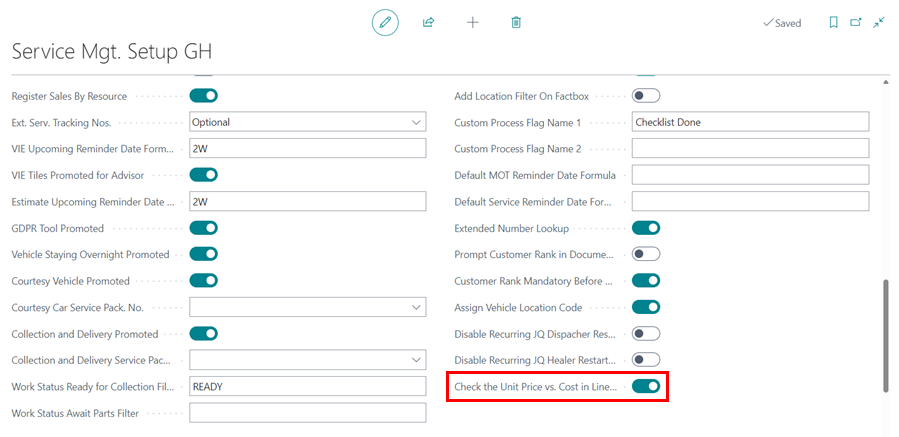 Saved
Service Mgt. Setup GH
Register Sales By Resource
Ext. Serv. Tracking Nos.
Optional
VIE Upcoming Reminder Date Form...
2W
VIE Tiles Promoted for Advisor
Estimate Upcoming Reminder Date ...
2W
GDPR Tool Promoted
Vehicle Staying Overnight Promoted
Courtesy Vehicle Promoted
Courtesy Car Service Pack. No.
Collection and Delivery Promoted
Collection and Delivery Service Pac...
Work Status Ready for Collection Fil...
READY
Work Status Await Parts Filter
Add Location Filter On Factbox
Custom Process Flag Name 1
Checklist Done
Custom Process Flag Name 2
Default MOT Reminder Date Formula
Default Service Reminder Date For...
Extended Number Lookup
Prompt Customer Rank in Docume...
Customer Rank Mandatory Before ...
Assign Vehicle Location Code
Disable Recurring JQ Dispacher Res...
Disable Recurring JQ Healer Restart...
Check the Unit Price vs. Cost in Line...